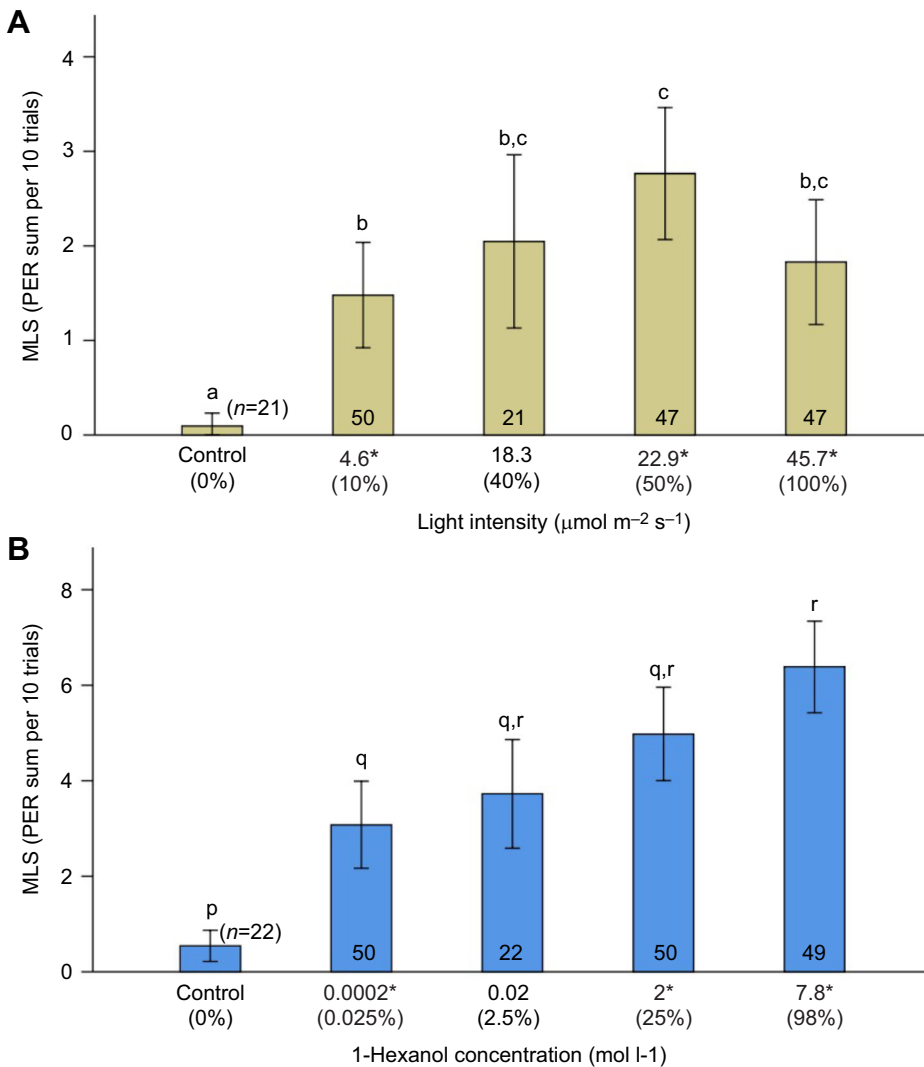 A
MLS (PER sum per 10 trials)
4
3
2
1
0
a
(n=21)
b
50
b,c
21
c
47
b,c
47
Control 4.6* 18.3 22.9* 45.7*
(0%) (10%) (40%) (50%) (100%)
Light intensity (μmol m–2 s–1)
B
MLS (PER sum per 10 trials)
8
6
4
2
0
p
(n=22)
q
50
q,r
22
q,r
50
r
49
Control 0.0002* 0.02 2* 7.8*
(0%) (0.025%) (2.5%) (25%) (98%)
1-Hexanol concentration (mol l-1)